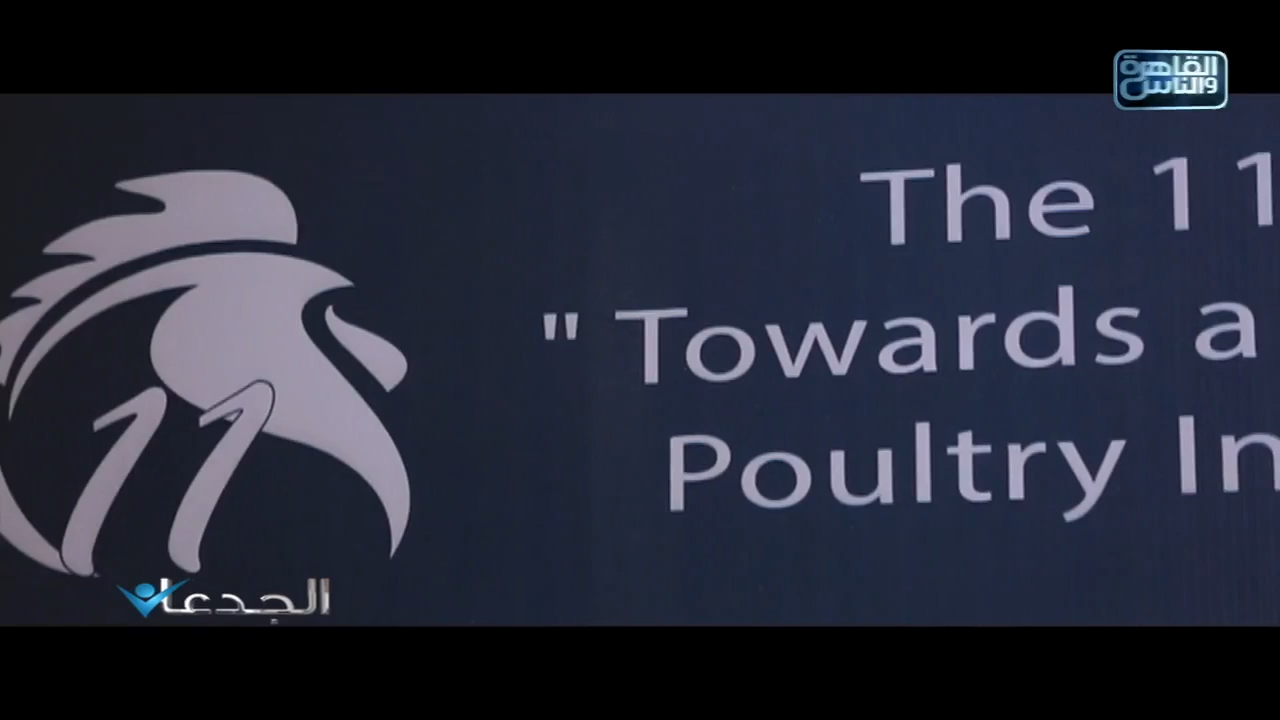 القاهرة
والناس
The 11
" Towards a
Poultry In
11
الجدعان